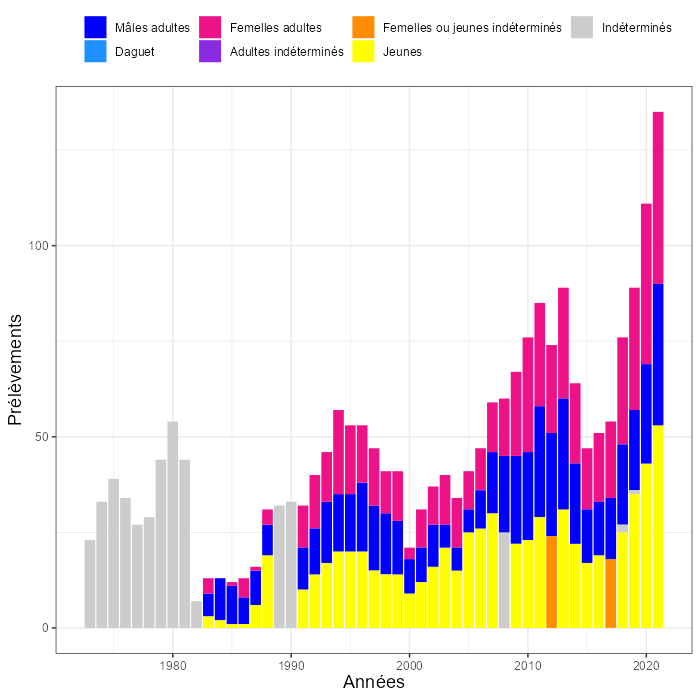 Mâles adultes Femelles adultes Femelles ou jeunes indéterminés Indéterminés
Daguet Adultes indéterminés Jeunes
100
50
0
Prélèvements
1980 1990 2000 2010 2020
Années